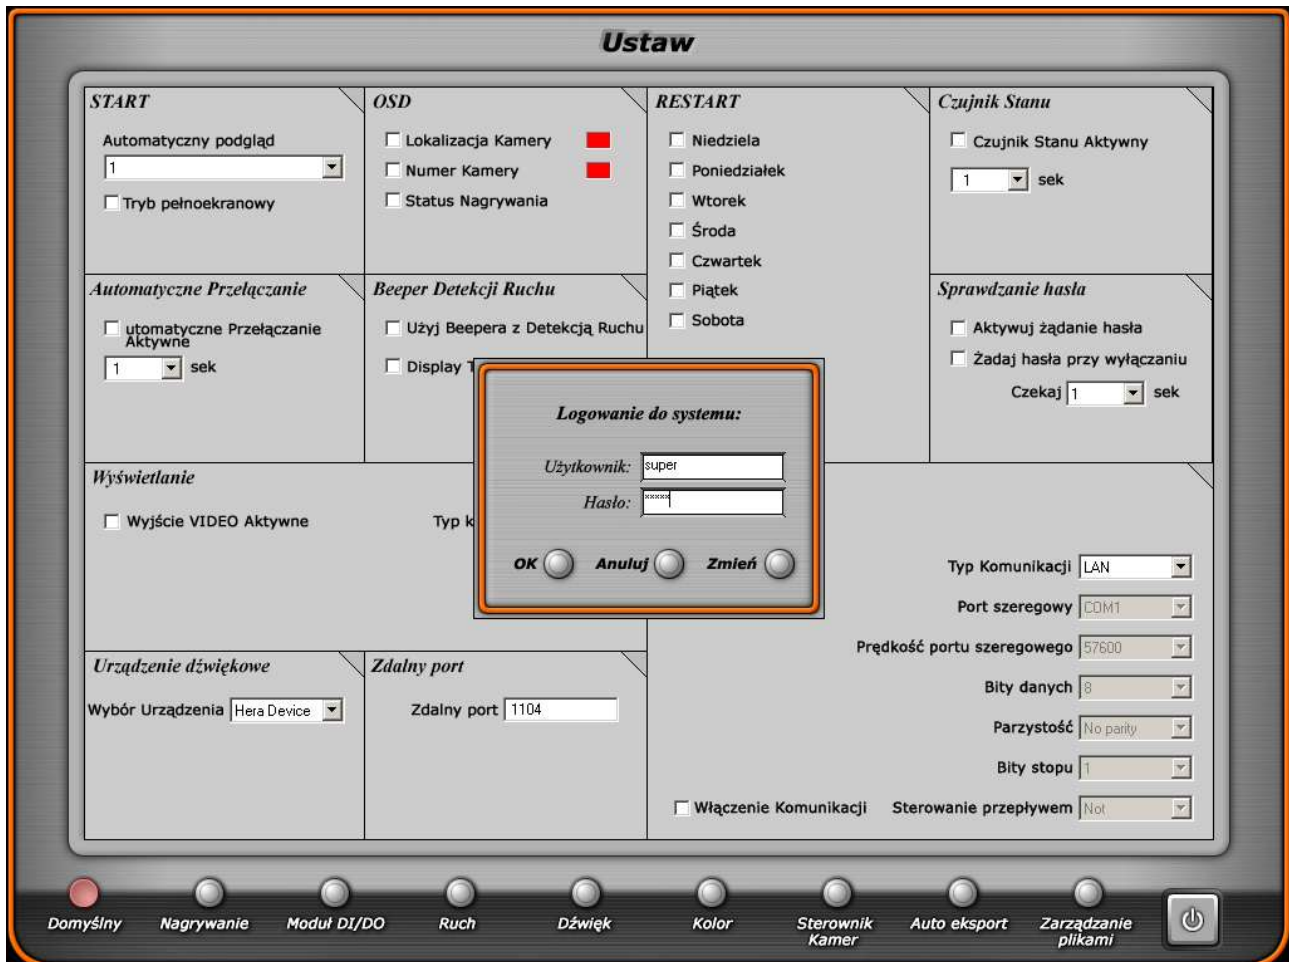 Ustaw
START
Automatyczny podgląd
1
Tryb pełnoekranowy
OSD
Lokalizacja Kamery
Numer Kamery
Status Nagrywania
RESTART
Niedziela
Poniedziałek
Wtorek
Środa
Czwartek
Piątek
Sobota
Czujnik Stanu
Czujnik Stanu Aktywny
1 sek
Automatyczne Przełączanie
utomatyczne Przełączanie
Aktywne
1 sek
Beeper Detekcji Ruchu
Użyj Beepera z Detekcją Ruchu
Display
Sprawdzanie hasła
Aktywuj żądanie hasła
Żadaj hasła przy wyłączaniu
Czekaj 1 sek
Logowanie do systemu:
Użytkownik: super
Hasło: *****
OK Anuluj Zmień
Wyświetlanie
Wyjście VIDEO Aktywne
Typ k
Typ Komunikacji LAN
Port szeregowy COM1
Prędkość portu szeregowego 57600
Bity danych 8
Parzystość No parity
Bity stopu 1
Włączenie Komunikacji Sterowanie przepływem Not
Urządzenie dźwiękowe
Wybór Urządzenia Hera Device
Zdalny port
Zdalny port 1104
Domyślny
Nagrywanie
Moduł DI/DO
Ruch
Dźwięk
Kolor
Sterownik
Kamer
Auto eksport
Zarządzanie
plikami